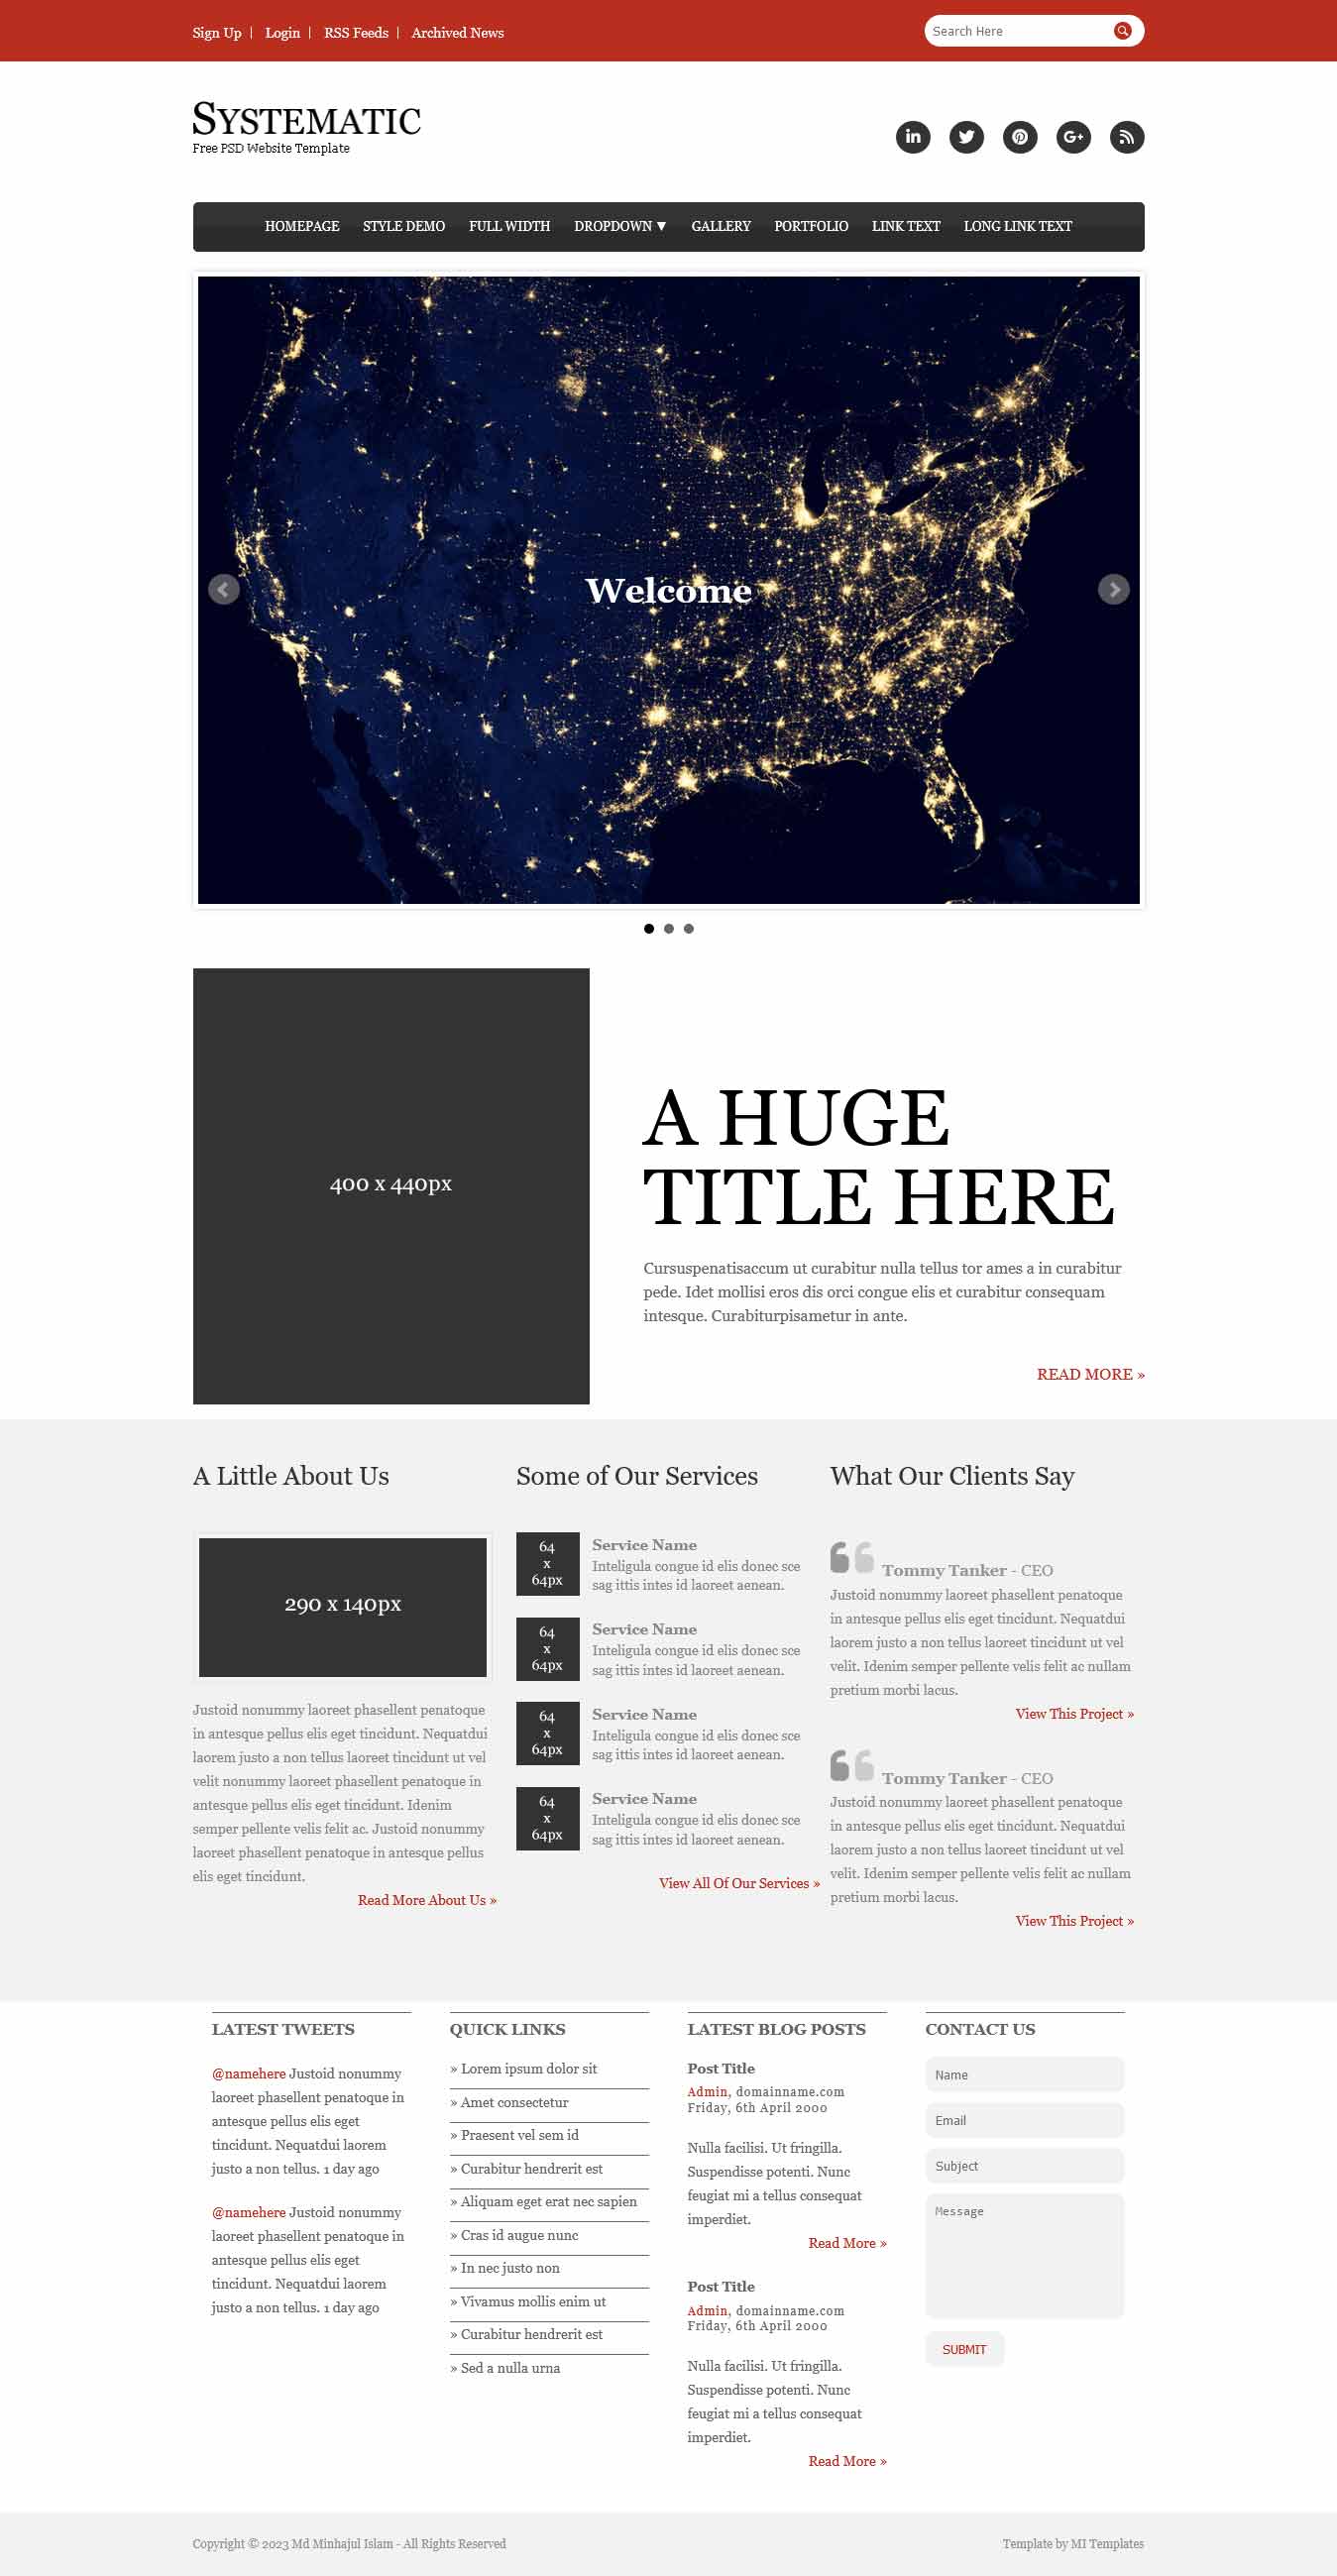 Sign Up | Login | RSS Feeds | Archived News
Search Here
SYSTEMATIC
Free PSD Website Template
HOMEPAGE STYLE DEMO FULL WIDTH DROPDOWN ▼ GALLERY PORTFOLIO LINK TEXT LONG LINK TEXT
Welcome
400 x 440px
A HUGE
TITLE HERE
Cursuspenatisaccum ut curabitur nulla tellus tor ames a in curabitur
pede. Idet mollisi eros dis orci congue elis et curabitur consequam
intesque. Curabiturpisametur in ante.
READ MORE »
A Little About Us
290 x 140px
Justoid nonummy laoreet phasellent penatoque
in antesque pellus elis eget tincidunt. Nequatdui
laorem justo a non tellus laoreet tincidunt ut vel
velit nonummy laoreet phasellent penatoque in
antesque pellus elis eget tincidunt. Idenim
semper pellente velis felit ac. Justoid nonummy
laoreet phasellent penatoque in antesque pellus
elis eget tincidunt.
Read More About Us »
Some of Our Services
64
x
64px
Service Name
Inteligula congue id elis donec sce
sag ittis intes id laoreet aenean.
64
x
64px
Service Name
Inteligula congue id elis donec sce
sag ittis intes id laoreet aenean.
64
x
64px
Service Name
Inteligula congue id elis donec sce
sag ittis intes id laoreet aenean.
64
x
64px
Service Name
Inteligula congue id elis donec sce
sag ittis intes id laoreet aenean.
View All Of Our Services »
What Our Clients Say
Tommy Tanker - CEO
Justoid nonummy laoreet phasellent penatoque
in antesque pellus elis eget tincidunt. Nequatdui
laorem justo a non tellus laoreet tincidunt ut vel
velit. Idenim semper pellente velis felit ac nullam
pretium morbi lacus.
View This Project »
Tommy Tanker - CEO
Justoid nonummy laoreet phasellent penatoque
in antesque pellus elis eget tincidunt. Nequatdui
laorem justo a non tellus laoreet tincidunt ut vel
velit. Idenim semper pellente velis felit ac nullam
pretium morbi lacus.
View This Project »
LATEST TWEETS
@namehere Justoid nonummy
laoreet phasellent penatoque in
antesque pellus elis eget
tincidunt. Nequatdui laorem
justo a non tellus. 1 day ago
@namehere Justoid nonummy
laoreet phasellent penatoque in
antesque pellus elis eget
tincidunt. Nequatdui laorem
justo a non tellus. 1 day ago
QUICK LINKS
» Lorem ipsum dolor sit
» Amet consectetur
» Praesent vel sem id
» Curabitur hendrerit est
» Aliquam eget erat nec sapien
» Cras id augue nunc
» In nec justo non
» Vivamus mollis enim ut
» Curabitur hendrerit est
» Sed a nulla urna
LATEST BLOG POSTS
Post Title
Admin, domainname.com
Friday, 6th April 2000
Nulla facilisi. Ut fringilla.
Suspendisse potenti. Nunc
feugiat mi a tellus consequat
imperdiet.
Read More »
Post Title
Admin, domainname.com
Friday, 6th April 2000
Nulla facilisi. Ut fringilla.
Suspendisse potenti. Nunc
feugiat mi a tellus consequat
imperdiet.
Read More »
CONTACT US
Name
Email
Subject
Message
SUBMIT
Copyright © 2023 Md Minhajul Islam - All Rights Reserved
Template by MI Templates